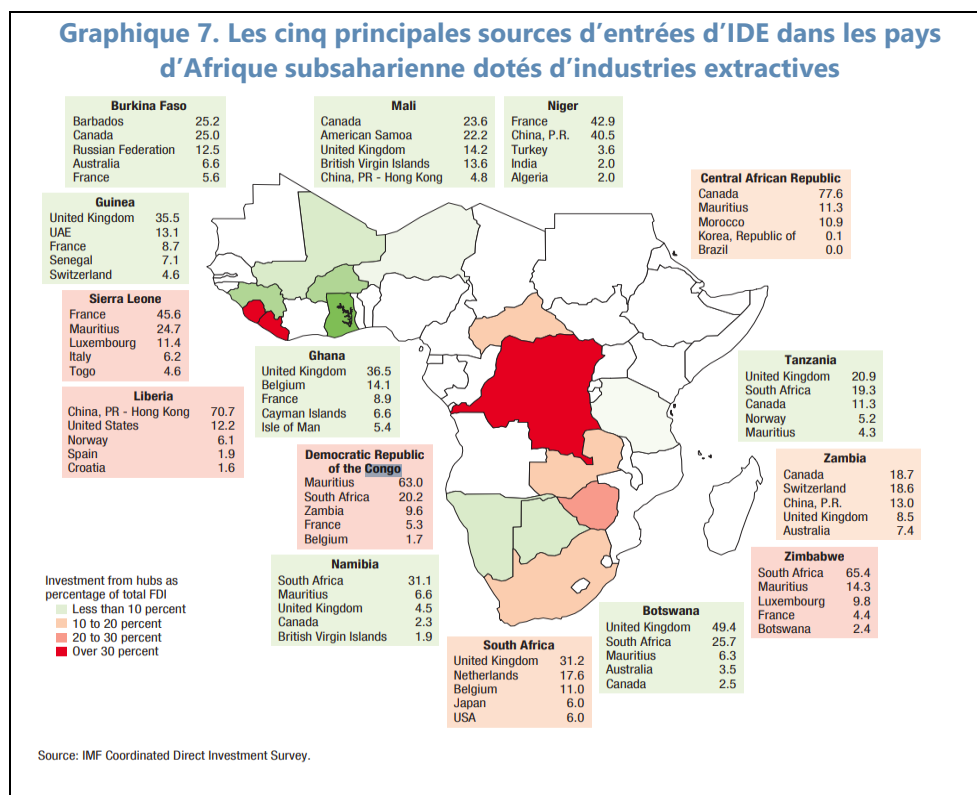 Graphique 7. Les cinq principales sources d'entrées d'IDE dans les pays
d'Afrique subsaharienne dotés d'industries extractives
Burkina Faso
Barbados 25.2
Canada 25.0
Russian Federation 12.5
Australia 6.6
France 5.6
Mali
Canada 23.6
American Samoa 22.2
United Kingdom 14.2
British Virgin Islands 13.6
China, PR - Hong Kong 4.8
Niger
France 42.9
China, P.R. 40.5
Turkey 3.6
India 2.0
Algeria 2.0
Central African Republic
Canada 77.6
Mauritius 11.3
Morocco 10.9
Korea, Republic of 0.1
Brazil 0.0
Guinea
United Kingdom 35.5
UAE 13.1
France 8.7
Senegal 7.1
Switzerland 4.6
Sierra Leone
France 45.6
Mauritius 24.7
Luxembourg 11.4
Italy 6.2
Togo 4.6
Ghana
United Kingdom 36.5
Belgium 14.1
France 8.9
Cayman Islands 6.6
Isle of Man 5.4
Tanzania
United Kingdom 20.9
South Africa 19.3
Canada 11.3
Norway 5.2
Mauritius 4.3
Liberia
China, PR - Hong Kong 70.7
United States 12.2
Norway 6.1
Spain 1.9
Croatia 1.6
Democratic Republic
of the Congo
Mauritius 63.0
South Africa 20.2
Zambia 9.6
France 5.3
Belgium 1.7
Zambia
Canada 18.7
Switzerland 18.6
China, P.R. 13.0
United Kingdom 8.5
Australia 7.4
Namibia
South Africa 31.1
Mauritius 6.6
United Kingdom 4.5
Canada 2.3
British Virgin Islands 1.9
Zimbabwe
South Africa 65.4
Mauritius 14.3
Luxembourg 9.8
France 4.4
Botswana 2.4
Investment from hubs as
percentage of total FDI
Less than 10 percent
10 to 20 percent
20 to 30 percent
Over 30 percent
Botswana
United Kingdom 49.4
South Africa 25.7
Mauritius 6.3
Australia 3.5
Canada 2.5
South Africa
United Kingdom 31.2
Netherlands 17.6
Belgium 11.0
Japan 6.0
USA 6.0
Source: IMF Coordinated Direct Investment Survey.